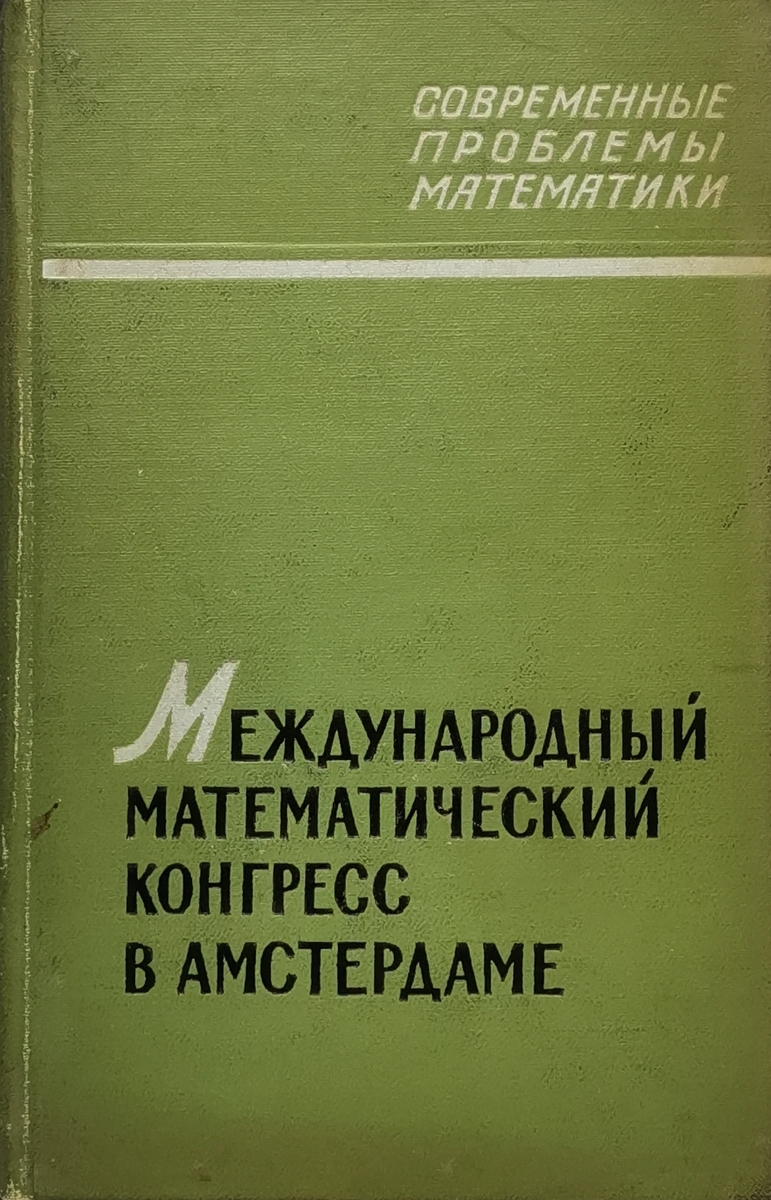 СОВРЕМЕННЫЕ
ПРОБЛЕМЫ
МАТЕМАТИКИ
МЕЖДУНАРОДНЫЙ
МАТЕМАТИЧЕСКИЙ
КОНГРЕСС
В АМСТЕРДАМЕ